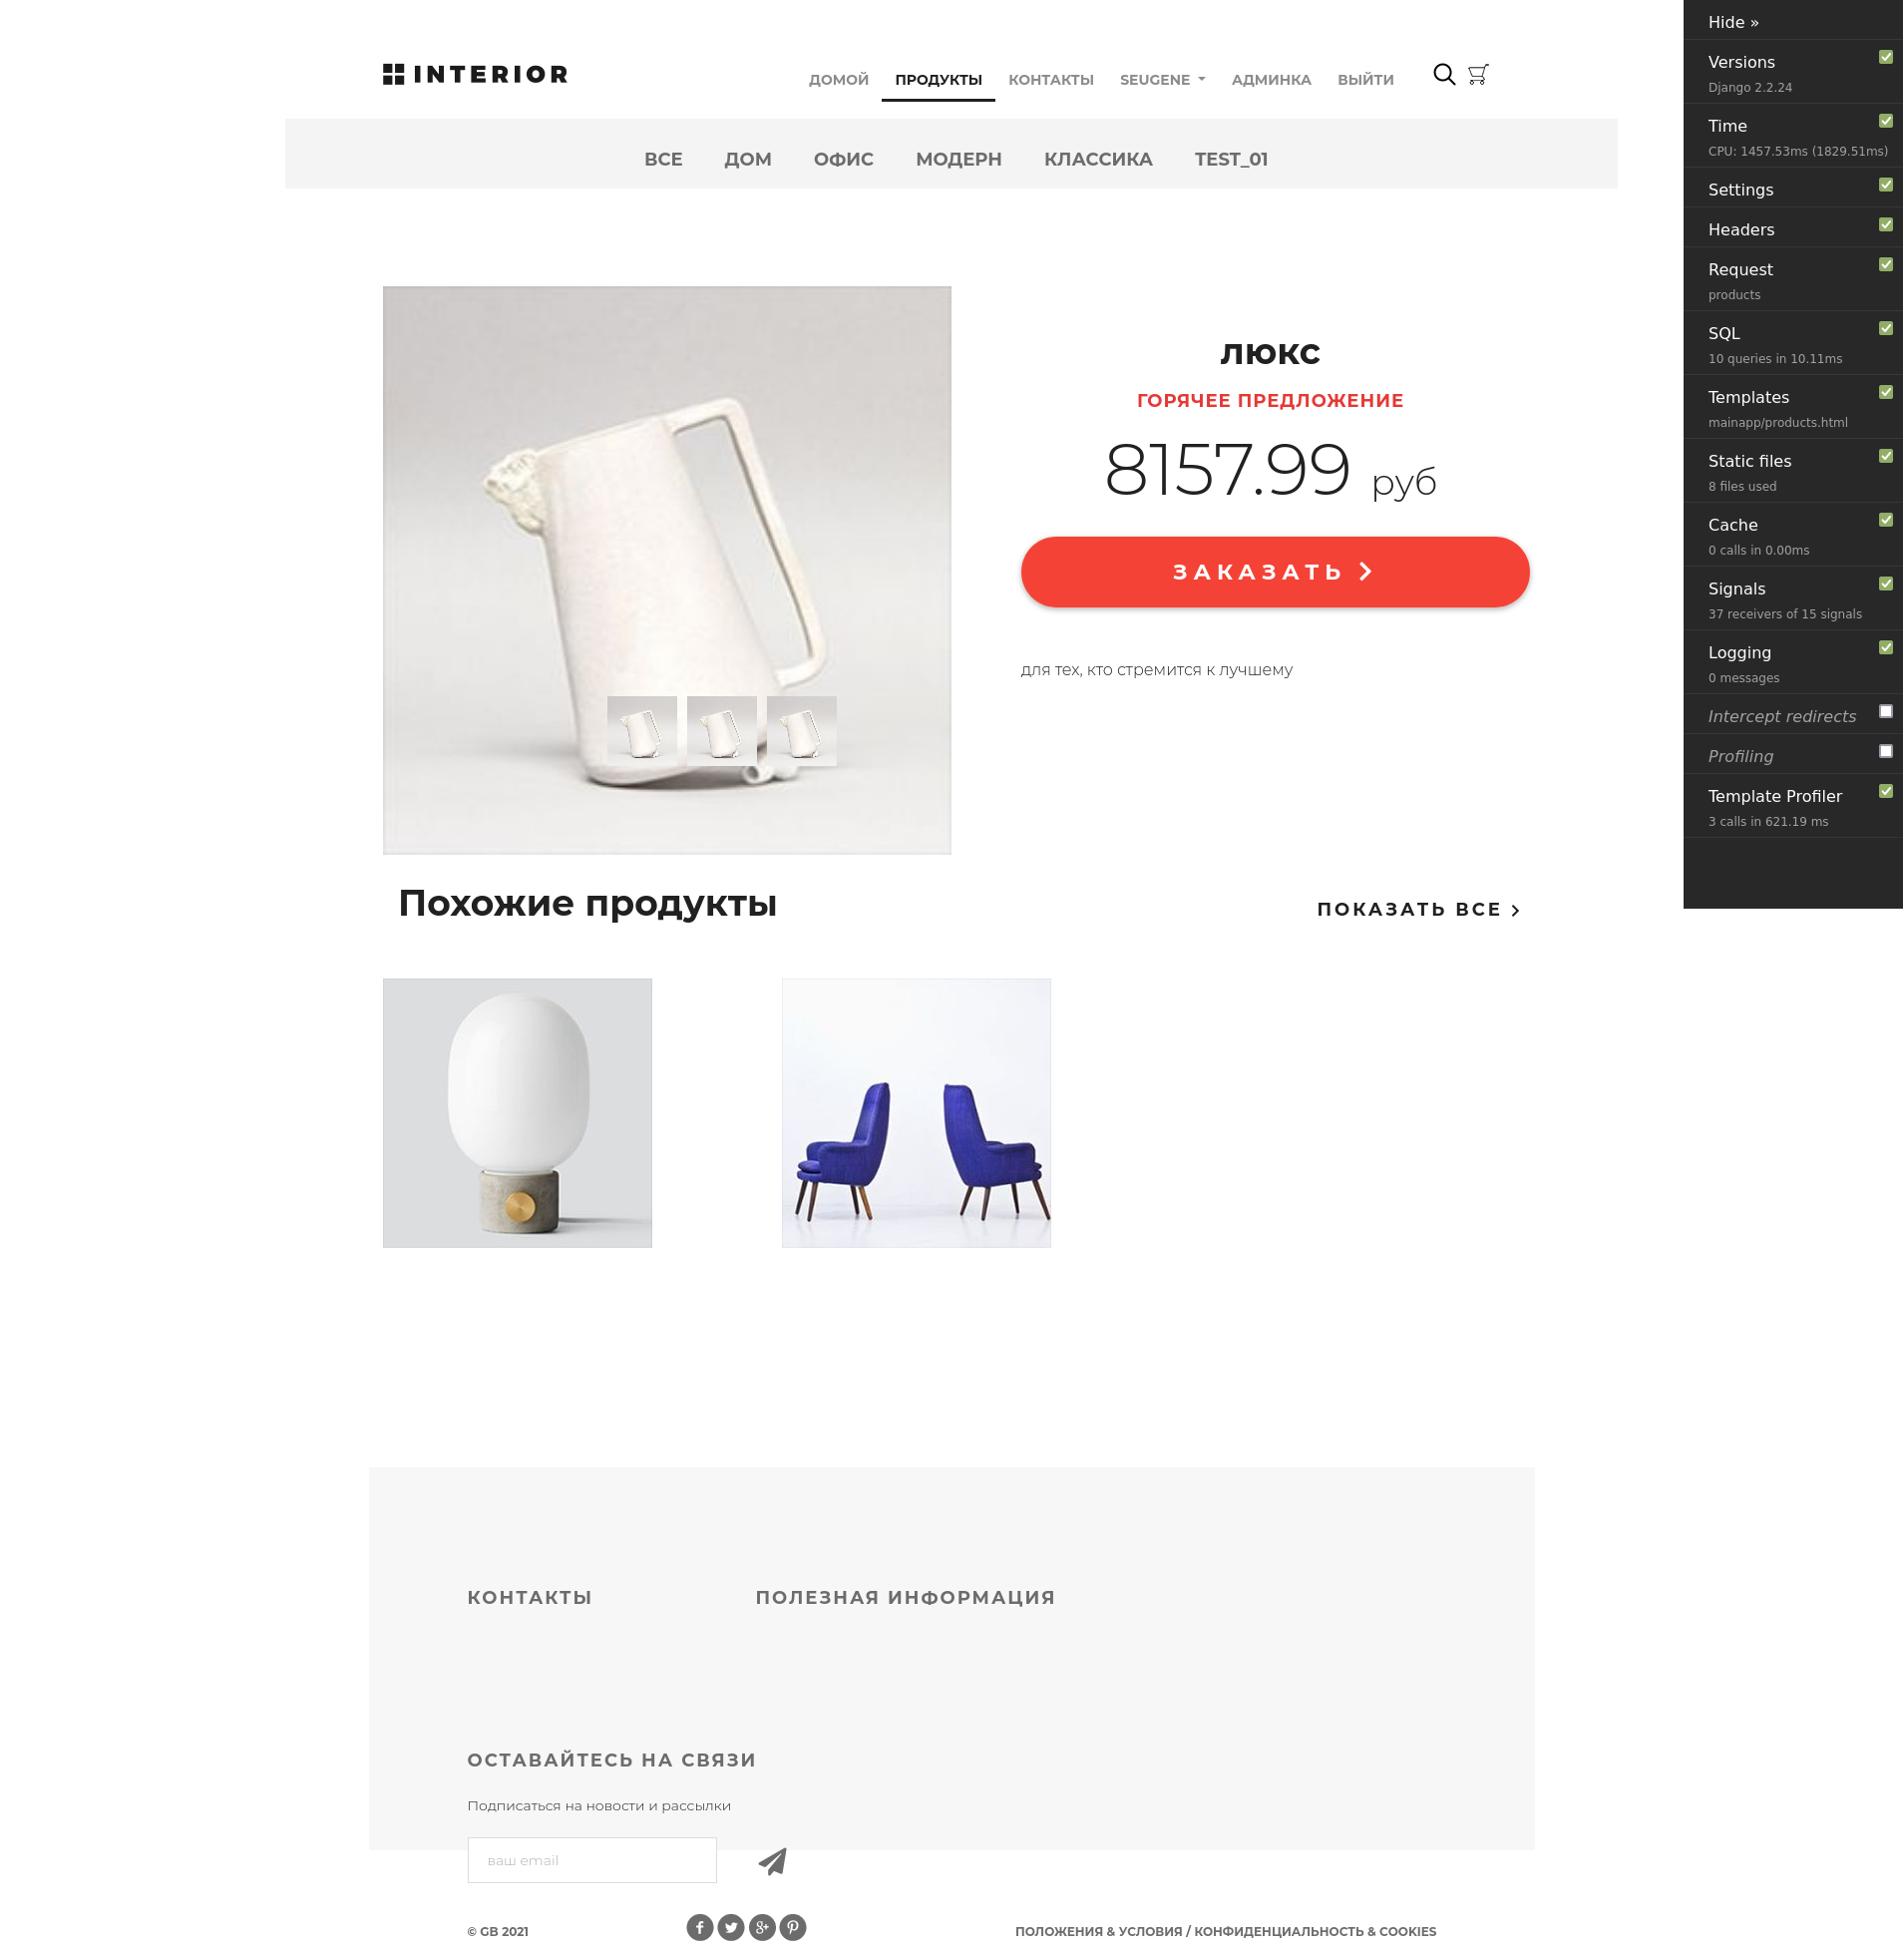 INTERIOR
ДОМОЙ ПРОДУКТЫ КОНТАКТЫ SEUGENE АДМИНКА ВЫЙТИ
ВСЕ ДОМ ОФИС МОДЕРН КЛАССИКА TEST_01
люкс
ГОРЯЧЕЕ ПРЕДЛОЖЕНИЕ
8157.99 руб
ЗАКАЗАТЬ
для тех, кто стремится к лучшему
Похожие продукты
ПОКАЗАТЬ ВСЕ
КОНТАКТЫ
ПОЛЕЗНАЯ ИНФОРМАЦИЯ
ОСТАВАЙТЕСЬ НА СВЯЗИ
Подписаться на новости и рассылки
ваш email
© GB 2021
ПОЛОЖЕНИЯ & УСЛОВИЯ / КОНФИДЕНЦИАЛЬНОСТЬ & COOKIES
Hide »
Versions
Django 2.2.24
Time
CPU: 1457.53ms (1829.51ms)
Settings
Headers
Request
products
SQL
10 queries in 10.11ms
Templates
mainapp/products.html
Static files
8 files used
Cache
0 calls in 0.00ms
Signals
37 receivers of 15 signals
Logging
0 messages
Intercept redirects
Profiling
Template Profiler
3 calls in 621.19 ms